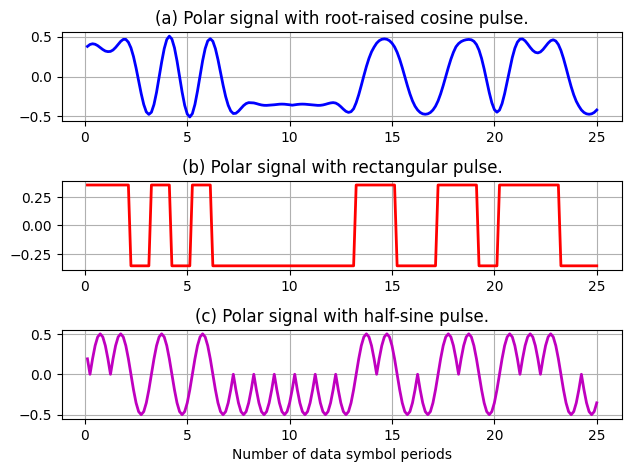 (a) Polar signal with root-raised cosine pulse.
0.5
0.0
−0.5
0 5 10 15 20 25
(b) Polar signal with rectangular pulse.
0.25
0.00
−0.25
0 5 10 15 20 25
(c) Polar signal with half-sine pulse.
0.5
0.0
−0.5
0 5 10 15 20 25
Number of data symbol periods